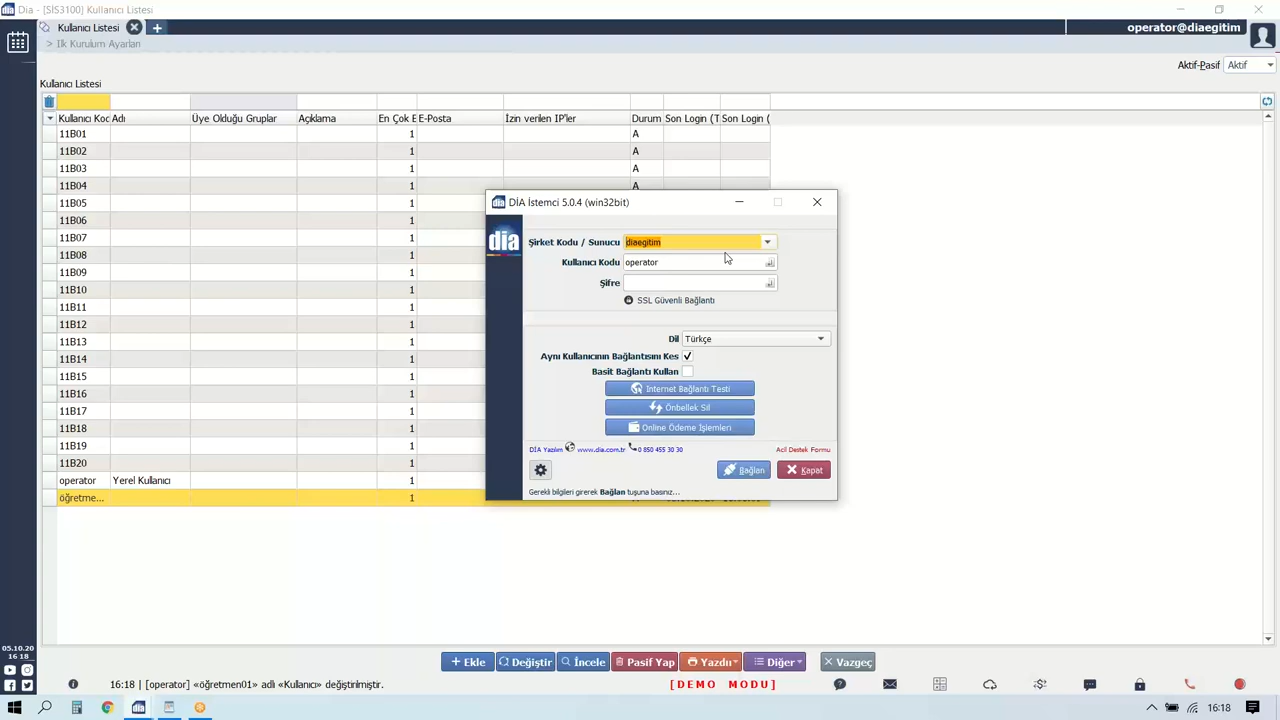 Dia - [SİS3100] Kullanıcı Listesi
Kullanıcı Listesi
operator@diaegitim
> İlk Kurulum Ayarları
Aktif-Pasif Aktif
Kullanıcı Listesi
Kullanıcı Koc Adı Üye Olduğu Gruplar Açıklama En Çok E E-Posta İzin verilen IP'ler Durum Son Login (T Son Login (
11B01 1 A
11B02 1 A
11B03 1 A
11B04 1 A
11B05 1
11B06 1
11B07 1
11B08 1
11B09 1
11B10 1
11B11 1
11B12 1
11B13 1
11B14 1
11B15 1
11B16 1
11B17 1
11B18 1
11B19 1
11B20 1
operator Yerel Kullanıcı 1
öğretme... 1
DİA İstemci 5.0.4 (win32bit)
dia
Şirket Kodu / Sunucu diaegitim
Kullanıcı Kodu operator
Şifre
SSL Güvenli Bağlantı
Dil Türkçe
Aynı Kullanıcının Bağlantısını Kes
Basit Bağlantı Kullan
İnternet Bağlantı Testi
Önbellek Sil
Online Ödeme İşlemleri
DİA Yazılım www.dia.com.tr 0 850 455 30 30 Acil Destek Formu
Bağlan Kapat
Gerekli bilgileri girerek Bağlan tuşuna basınız...
+ Ekle Değiştir İncele Pasif Yap Yazdır Diğer Vazgeç
05.10.20
16 18
16:18 | [operator] «öğretmen01» adlı «Kullanıcı» değiştirilmiştir.
[ D E M O M O D U ]
16:18